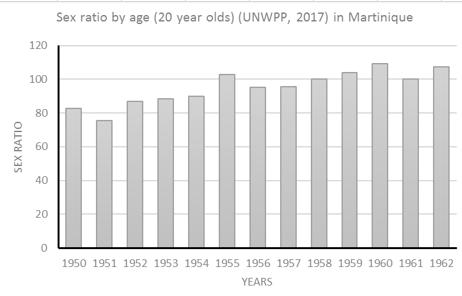 Sex ratio by age (20 year olds) (UNWPP, 2017) in Martinique
120
100
80
60
40
20
0
SEX RATIO
1950 1951 1952 1953 1954 1955 1956 1957 1958 1959 1960 1961 1962
YEARS